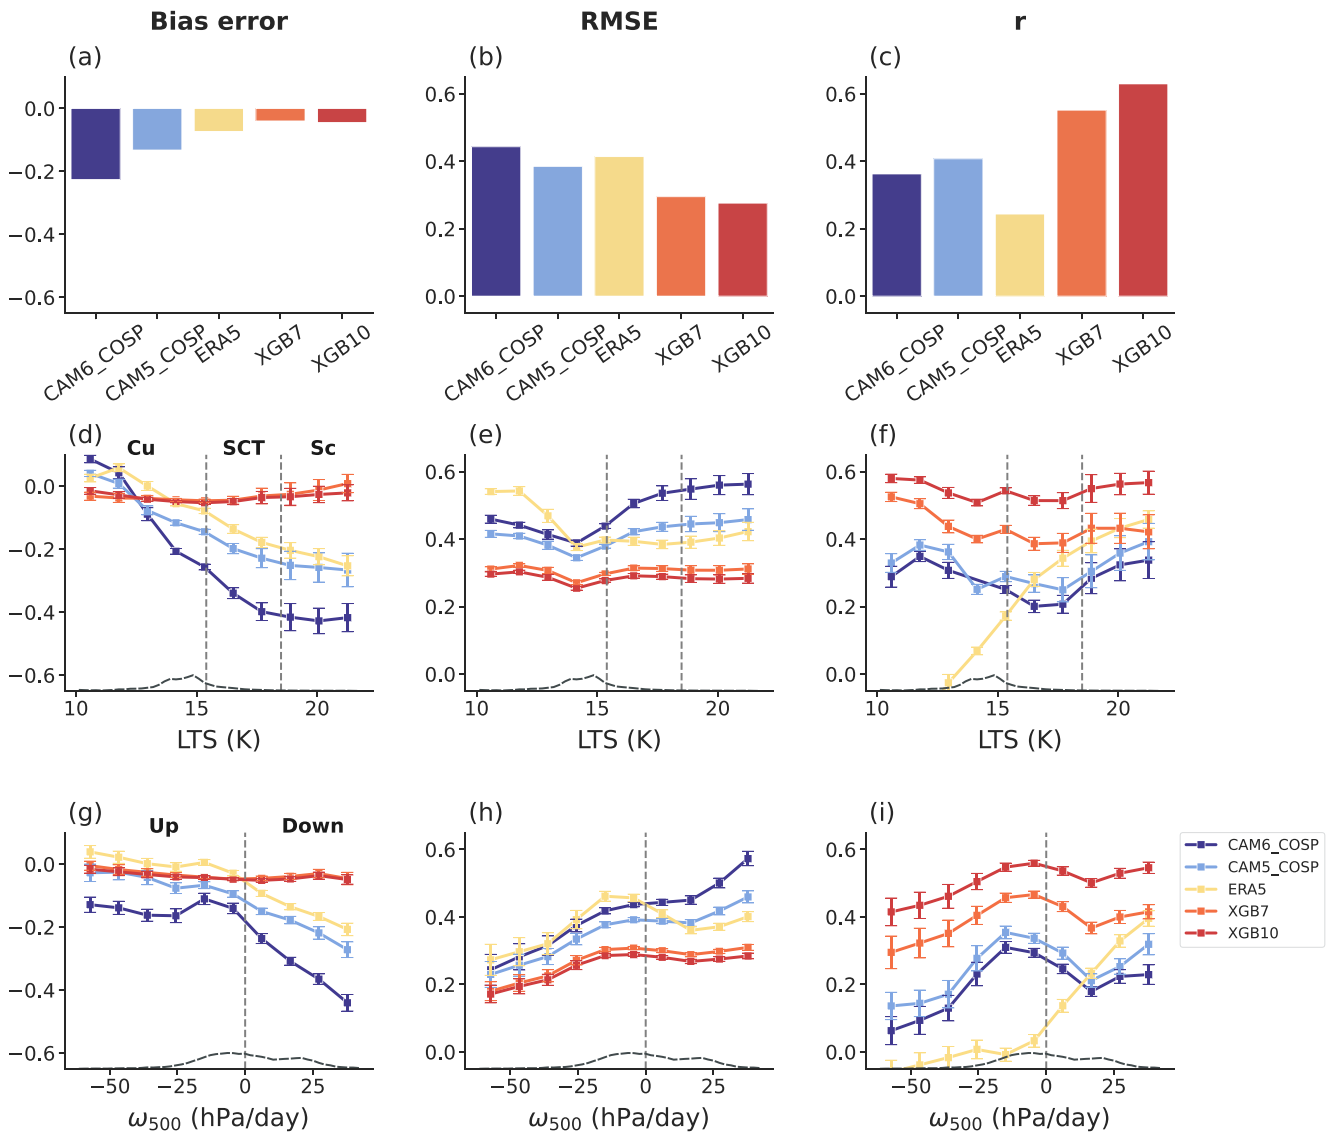 Bias error
RMSE
r
(a)
(b)
(c)
0.0
−0.2
−0.4
−0.6
CAM6_COSP
CAM5_COSP
ERA5
XGB7
XGB10
0.6
0.4
0.2
0.0
CAM6_COSP
CAM5_COSP
ERA5
XGB7
XGB10
0.6
0.4
0.2
0.0
CAM6_COSP
CAM5_COSP
ERA5
XGB7
XGB10
(d)
Cu
SCT
Sc
0.0
−0.2
−0.4
−0.6
10
15
20
LTS (K)
(e)
0.6
0.4
0.2
0.0
10
15
20
LTS (K)
(f)
0.6
0.4
0.2
0.0
10
15
20
LTS (K)
(g)
Up
Down
0.0
−0.2
−0.4
−0.6
−50
−25
0
25
ω500 (hPa/day)
(h)
0.6
0.4
0.2
0.0
−50
−25
0
25
ω500 (hPa/day)
(i)
0.6
0.4
0.2
0.0
−50
−25
0
25
ω500 (hPa/day)
CAM6_COSP
CAM5_COSP
ERA5
XGB7
XGB10